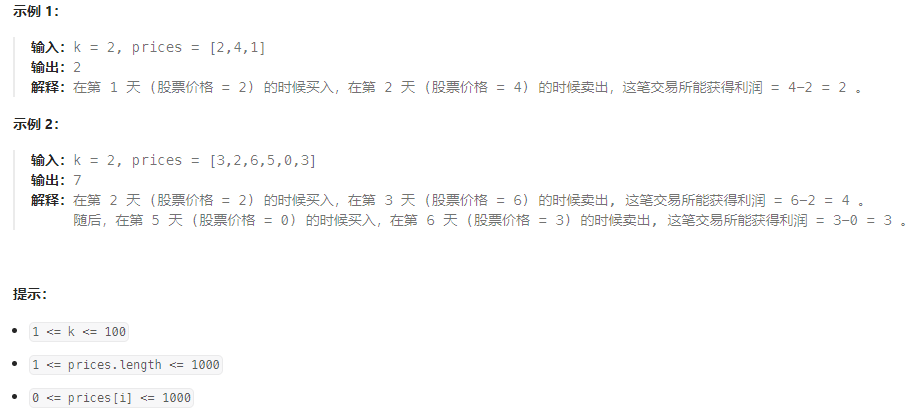 示例 1：
输入：k = 2, prices = [2,4,1]
输出：2
解释：在第 1 天 (股票价格 = 2) 的时候买入，在第 2 天 (股票价格 = 4) 的时候卖出，这笔交易所能获得利润 = 4-2 = 2 。
示例 2：
输入：k = 2, prices = [3,2,6,5,0,3]
输出：7
解释：在第 2 天 (股票价格 = 2) 的时候买入，在第 3 天 (股票价格 = 6) 的时候卖出, 这笔交易所能获得利润 = 6-2 = 4 。
随后，在第 5 天 (股票价格 = 0) 的时候买入，在第 6 天 (股票价格 = 3) 的时候卖出, 这笔交易所能获得利润 = 3-0 = 3 。
提示：
• 1 <= k <= 100
• 1 <= prices.length <= 1000
• 0 <= prices[i] <= 1000